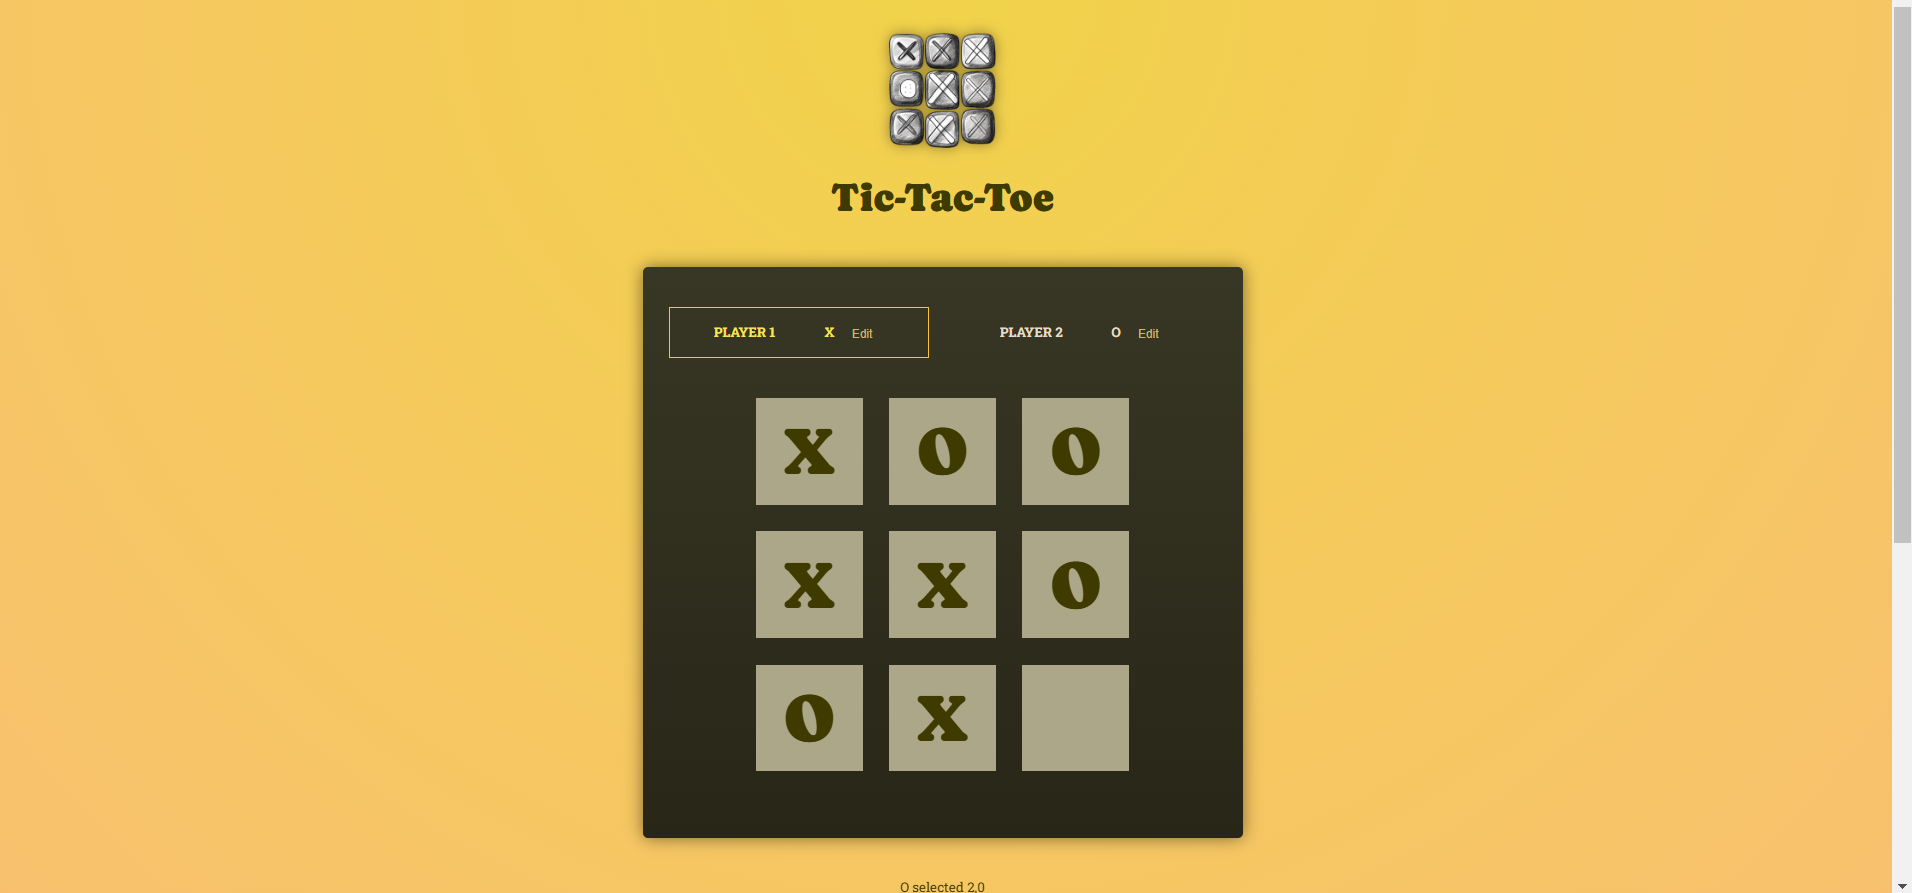 Tic-Tac-Toe
PLAYER 1 X Edit PLAYER 2 O Edit
X O O
X X O
O X
O selected 2,0